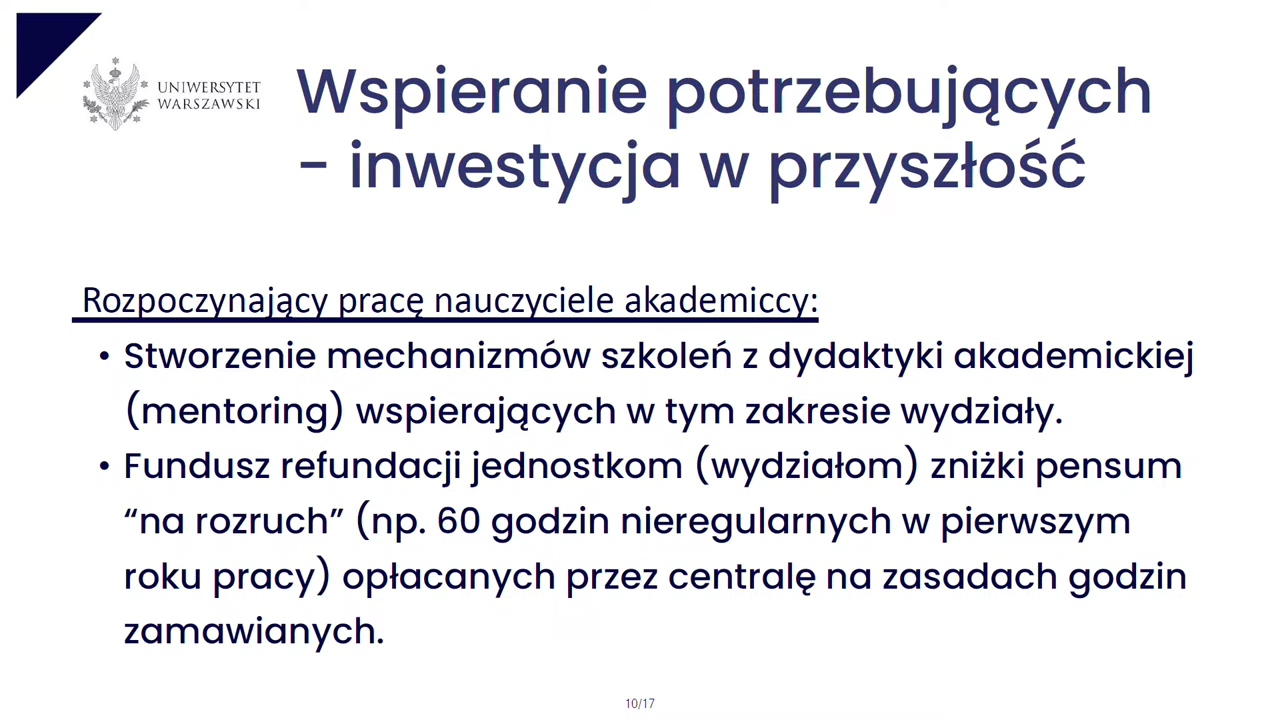 UNIWERSYTET
WARSZAWSKI
Wspieranie potrzebujących
- inwestycja w przyszłość
Rozpoczynający pracę nauczyciele akademiccy:
• Stworzenie mechanizmów szkoleń z dydaktyki akademickiej
(mentoring) wspierających w tym zakresie wydziały.
• Fundusz refundacji jednostkom (wydziałom) zniżki pensum
“na rozruch” (np. 60 godzin nieregularnych w pierwszym
roku pracy) opłacanych przez centralę na zasadach godzin
zamawianych.
10/17